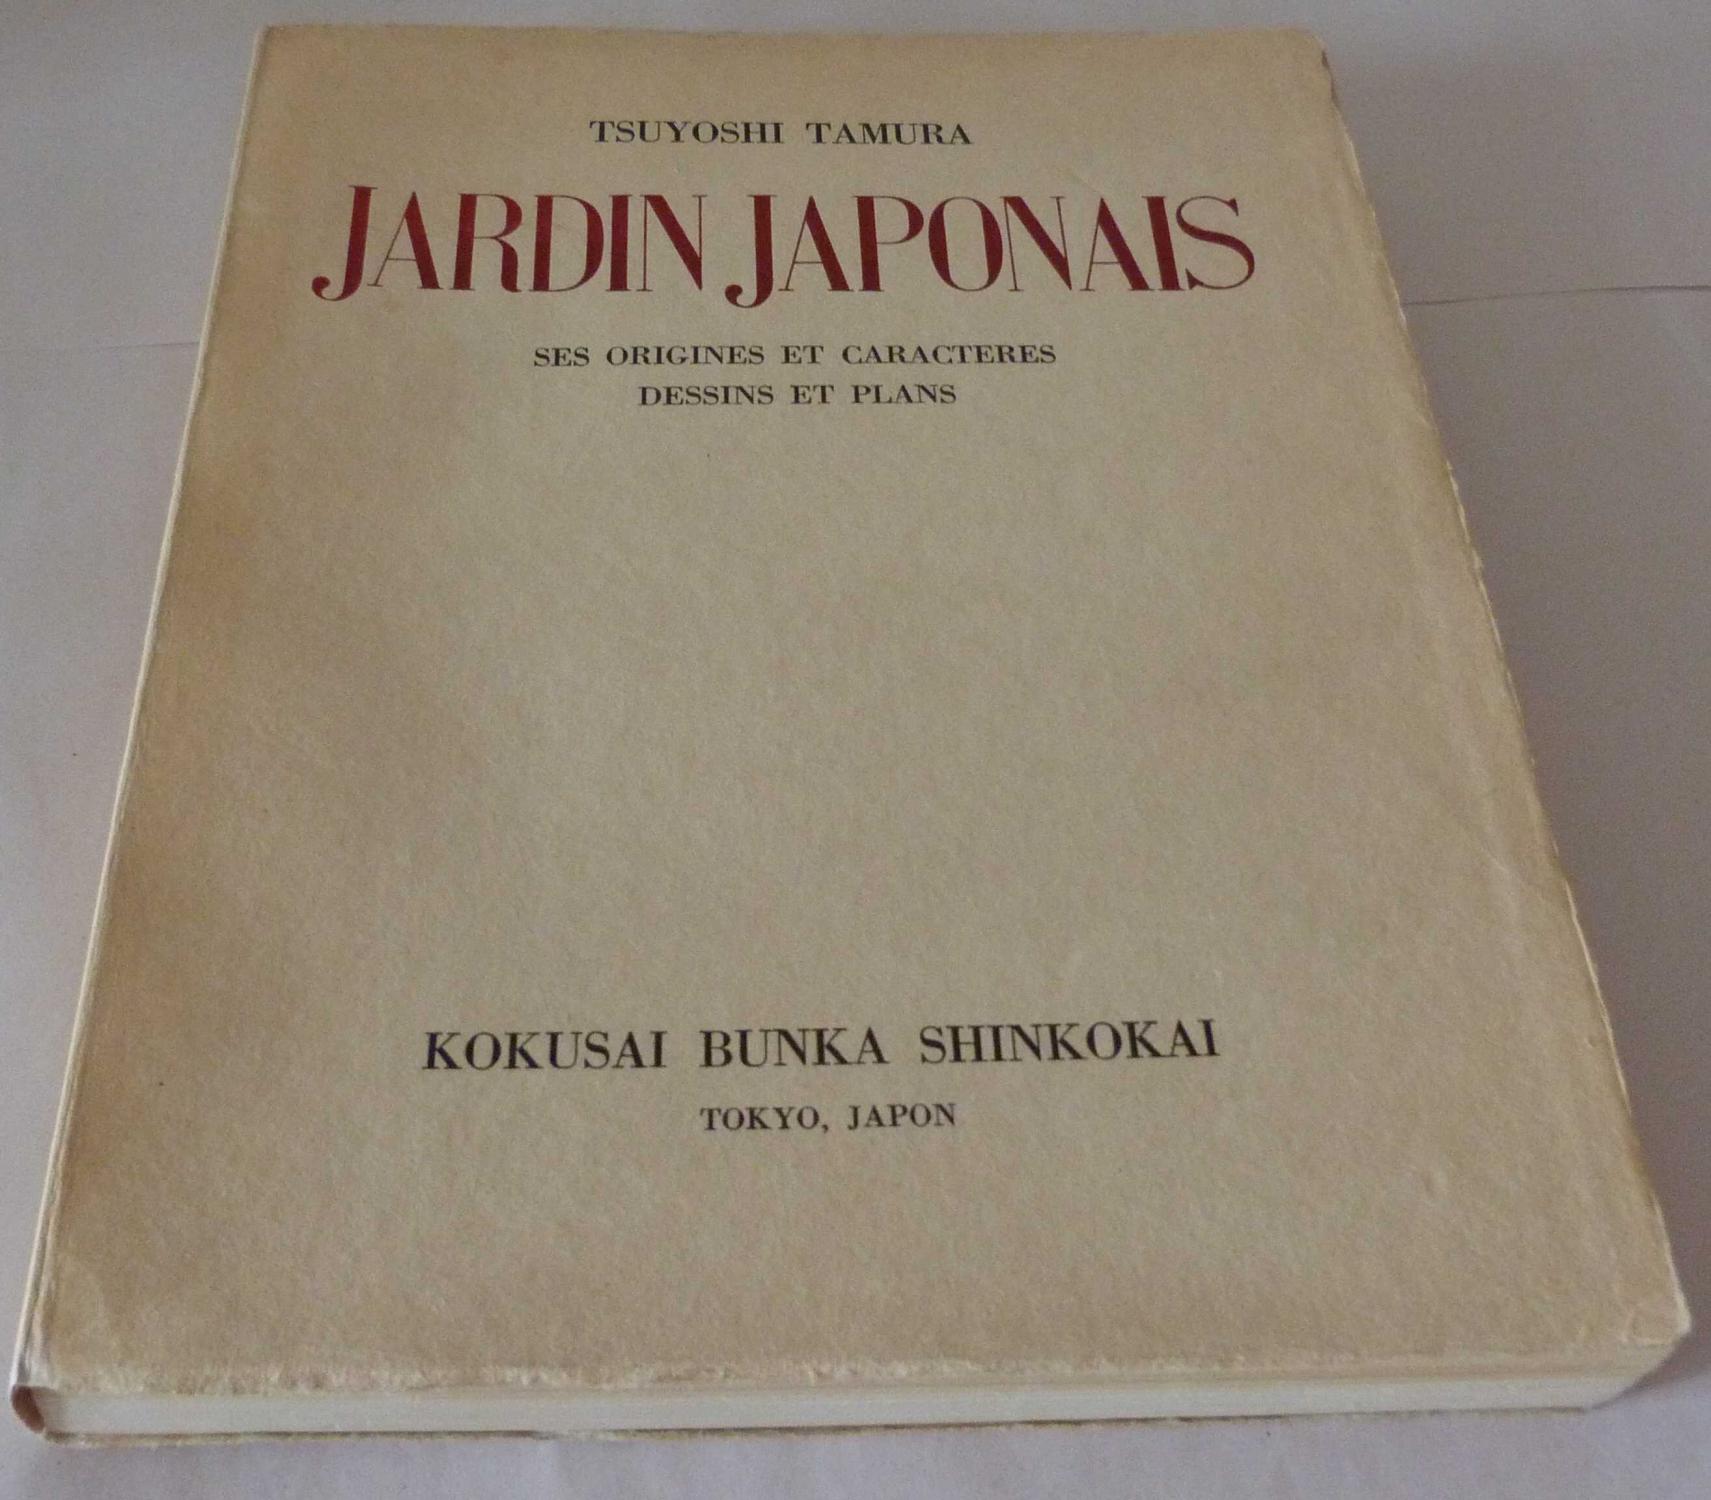 TSUYOSHI TAMURA
JARDIN JAPONAIS
SES ORIGINES ET CARACTERES
DESSINS ET PLANS
KOKUSAI BUNKA SHINKOKAI
TOKYO, JAPON